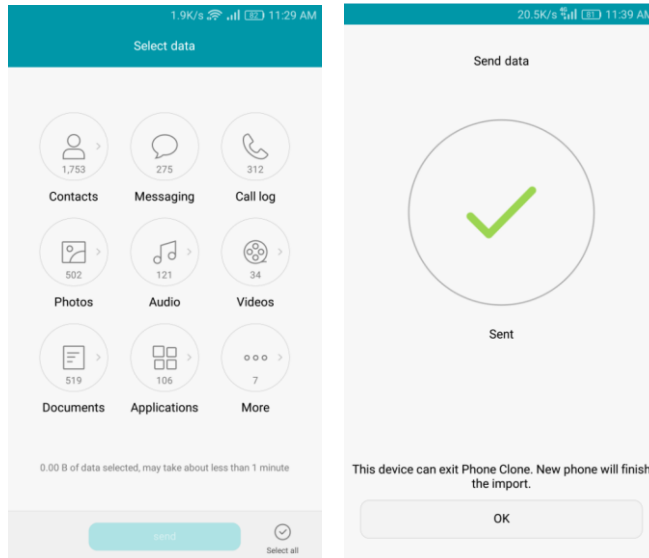 1.9K/s 82 11:29 AM
Select data
1,753
275
312
Contacts
Messaging
Call log
502
121
34
Photos
Audio
Videos
519
106
7
Documents
Applications
More
0.00 B of data selected, may take about less than 1 minute
send
Select all
20.5K/s 81 11:39 AM
Send data
Sent
This device can exit Phone Clone. New phone will finish
the import.
OK